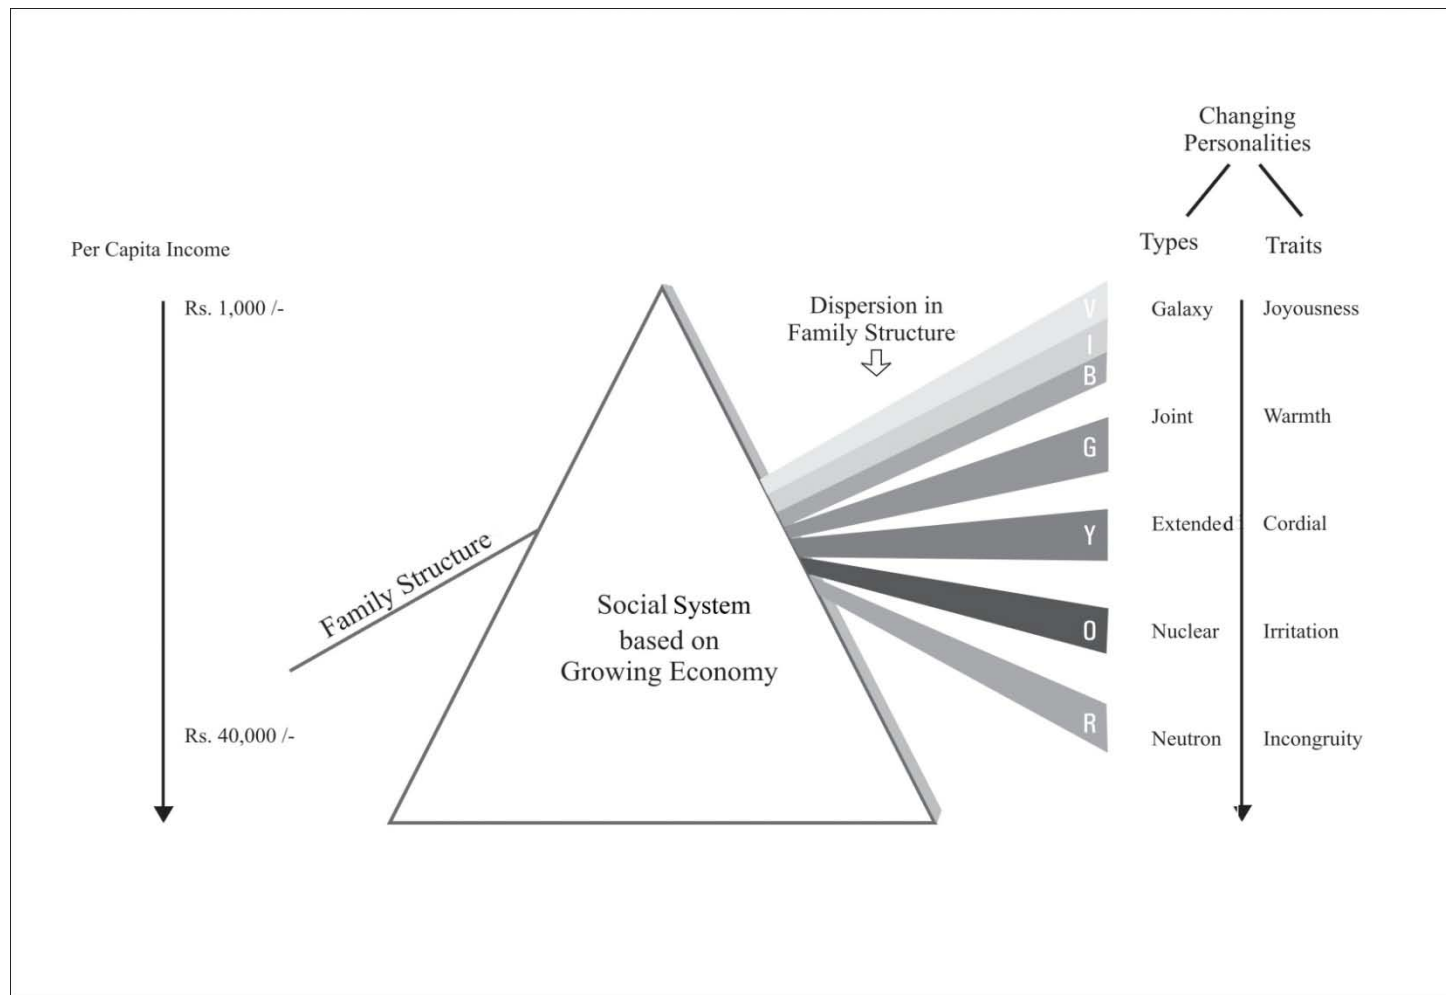 Changing
Personalities
Types
Traits
Per Capita Income
Rs. 1,000 /-
Dispersion in
Family Structure
V
I
B
G
Y
O
R
Galaxy
Joyousness
Joint
Warmth
Extended
Cordial
Nuclear
Irritation
Neutron
Incongruity
Family Structure
Social System
based on
Growing Economy
Rs. 40,000 /-